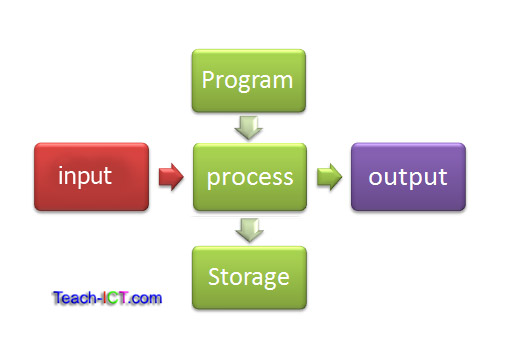 Program
input
process
output
Storage
Teach-ICT.com